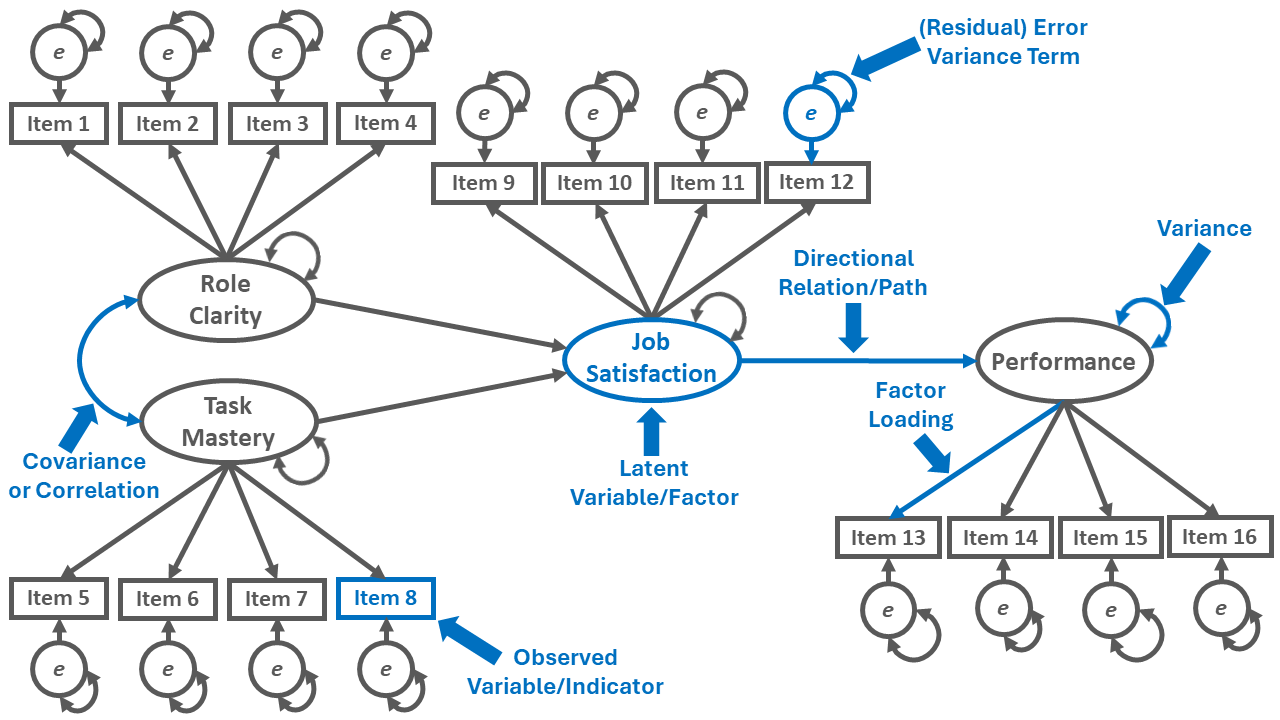 e
e
e
e
(Residual) Error
Variance Term
e
e
e
e
Item 1
Item 2
Item 3
Item 4
Item 9
Item 10
Item 11
Item 12
Variance
Role
Clarity
Directional
Relation/Path
Job
Satisfaction
Performance
Task
Mastery
Factor
Loading
Covariance
or Correlation
Latent
Variable/Factor
Item 13
Item 14
Item 15
Item 16
Item 5
Item 6
Item 7
Item 8
e
e
e
e
e
e
e
e
Observed
Variable/Indicator